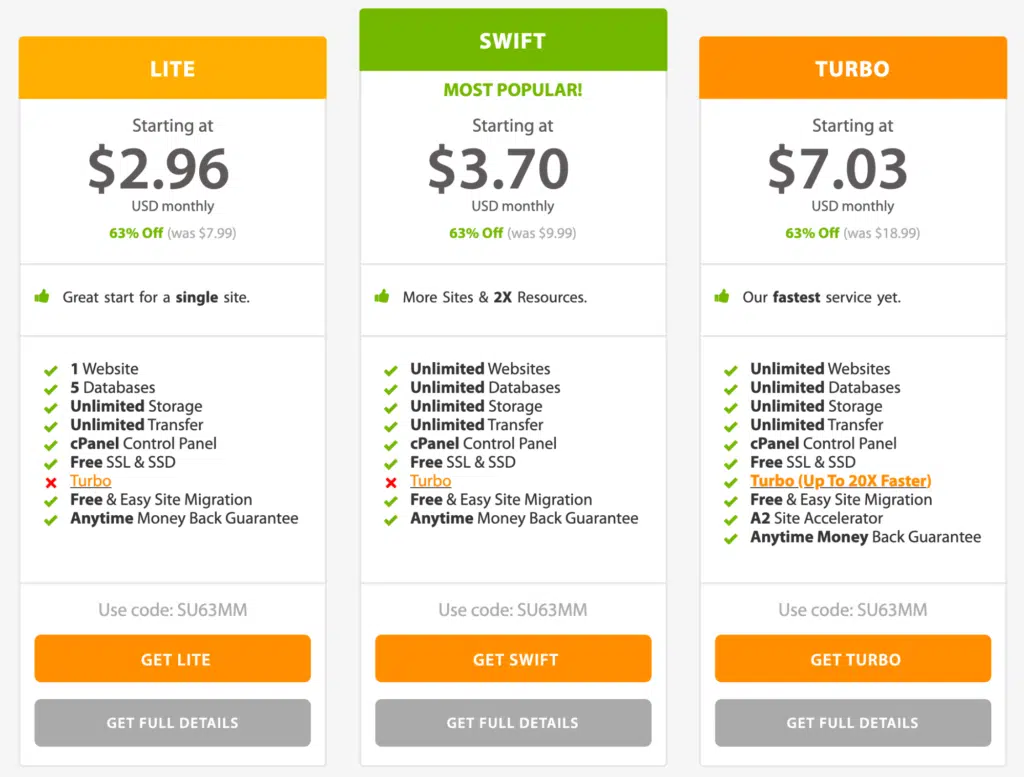 LITE
Starting at
$2.96
USD monthly
63% Off (was $7.99)
Great start for a single site.
1 Website
5 Databases
Unlimited Storage
Unlimited Transfer
cPanel Control Panel
Free SSL & SSD
Turbo
Free & Easy Site Migration
Anytime Money Back Guarantee
Use code: SU63MM
GET LITE
GET FULL DETAILS
SWIFT
MOST POPULAR!
Starting at
$3.70
USD monthly
63% Off (was $9.99)
More Sites & 2X Resources.
Unlimited Websites
Unlimited Databases
Unlimited Storage
Unlimited Transfer
cPanel Control Panel
Free SSL & SSD
Turbo
Free & Easy Site Migration
Anytime Money Back Guarantee
Use code: SU63MM
GET SWIFT
GET FULL DETAILS
TURBO
Starting at
$7.03
USD monthly
63% Off (was $18.99)
Our fastest service yet.
Unlimited Websites
Unlimited Databases
Unlimited Storage
Unlimited Transfer
cPanel Control Panel
Free SSL & SSD
Turbo (Up To 20X Faster)
Free & Easy Site Migration
A2 Site Accelerator
Anytime Money Back Guarantee
Use code: SU63MM
GET TURBO
GET FULL DETAILS